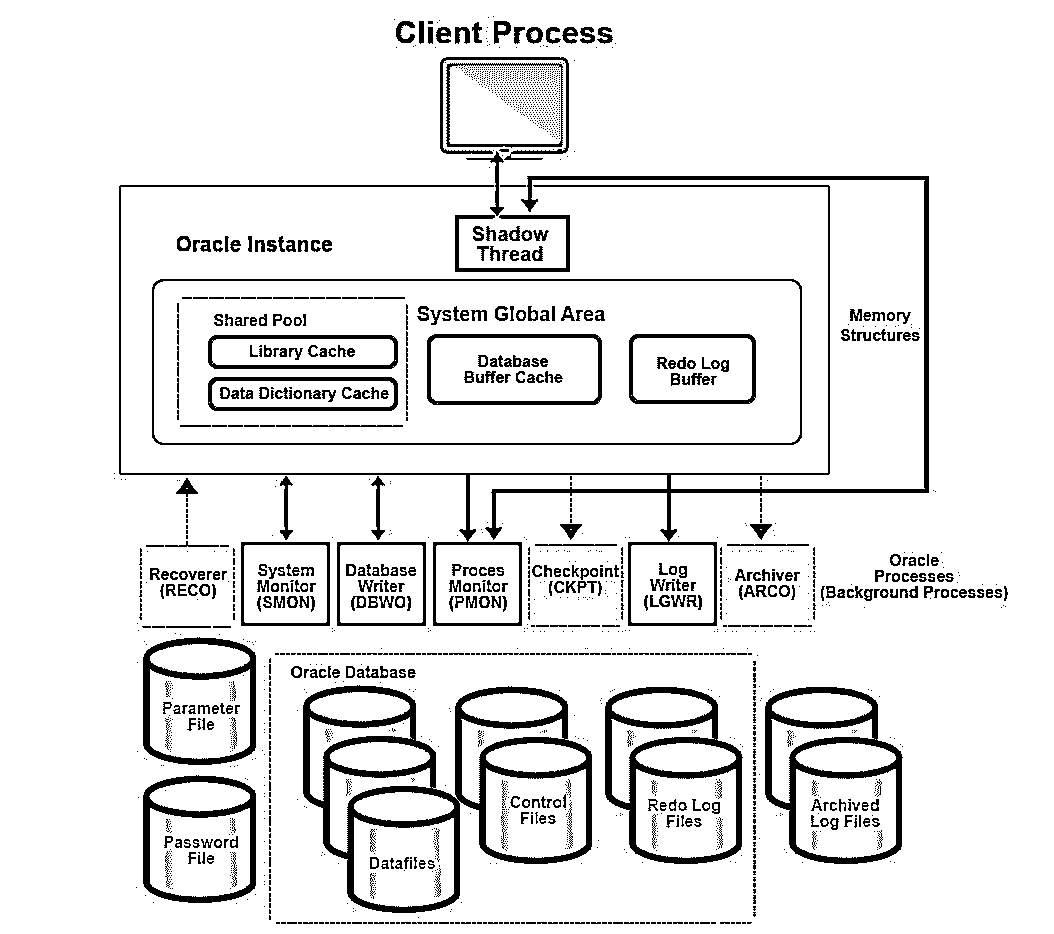 Client Process
Shadow
Thread
Oracle Instance
System Global Area
Shared Pool
Library Cache
Data Dictionary Cache
Database
Buffer Cache
Redo Log
Buffer
Memory
Structures
Recoverer
(RECO)
System
Monitor
(SMON)
Database
Writer
(DBWO)
Proces
Monitor
(PMON)
Checkpoint
(CKPT)
Log
Writer
(LGWR)
Archiver
(ARCO)
Oracle
Processes
(Background Processes)
Parameter
File
Password
File
Oracle Database
Datafiles
Control
Files
Redo Log
Files
Archived
Log Files